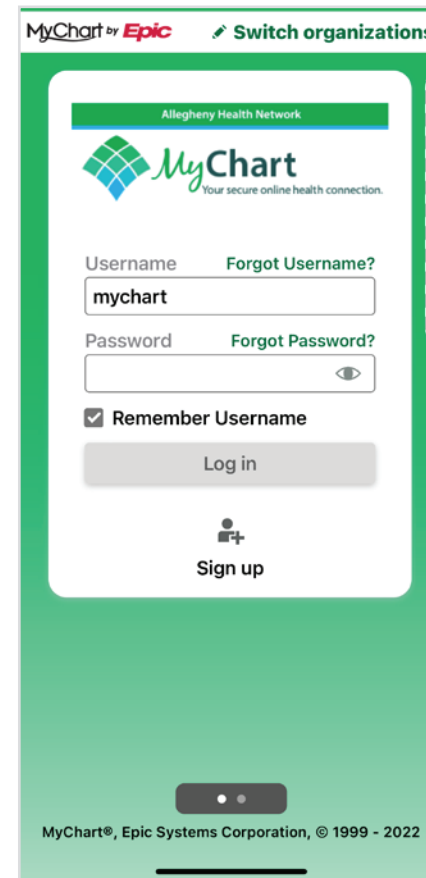 MyChart by Epic Switch organizations
Allegheny Health Network
MyChart
Your secure online health connection.
Username Forgot Username?
mychart
Password Forgot Password?
Remember Username
Log in
Sign up
MyChart®, Epic Systems Corporation, © 1999 - 2022